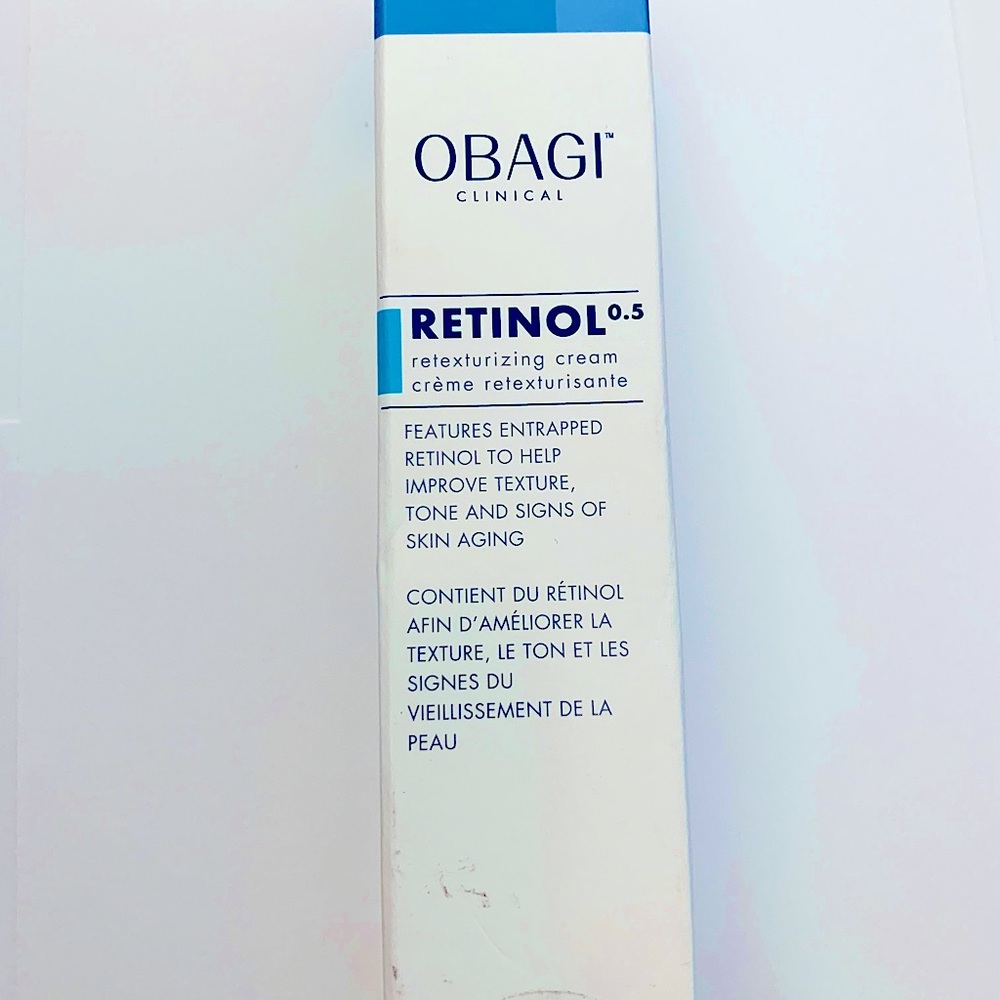 OBAGI™
CLINICAL
RETINOL0.5
retexturizing cream
crème retexturisante
FEATURES ENTRAPPED
RETINOL TO HELP
IMPROVE TEXTURE,
TONE AND SIGNS OF
SKIN AGING
CONTIENT DU RÉTINOL
AFIN D'AMÉLIORER LA
TEXTURE, LE TON ET LES
SIGNES DU
VIEILLISSEMENT DE LA
PEAU